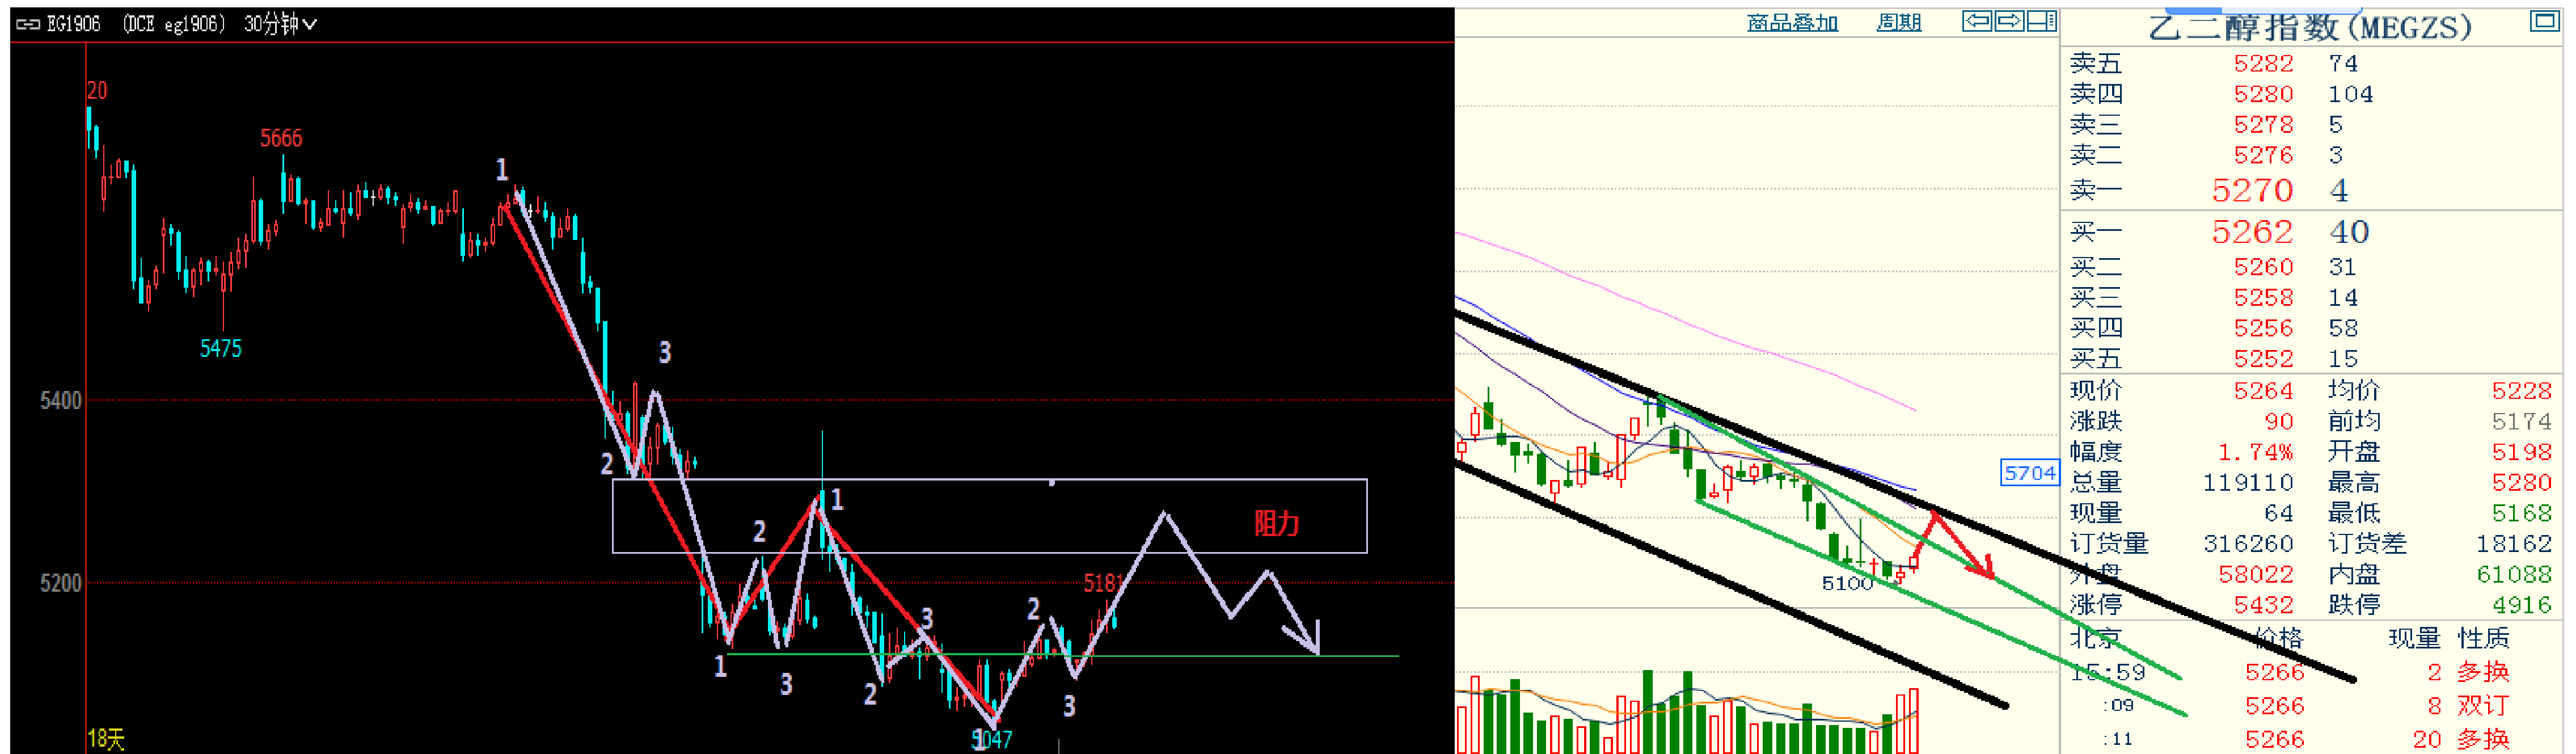 EG1906 (DCE eg1906) 30分钟
20
5666
1
5475
5400
3
2
阻力
1
2
5200
5181
3
2
1
3
2
3
5047
1
18天
商品叠加 周期
5704
5100
乙二醇指数(MEGZS)
卖五 5282 74
卖四 5280 104
卖三 5278 5
卖二 5276 3
卖一 5270 4
买一 5262 40
买二 5260 31
买三 5258 14
买四 5256 58
买五 5252 15
现价 5264 均价 5228
涨跌 90 前均 5174
幅度 1.74% 开盘 5198
总量 119110 最高 5280
现量 64 最低 5168
订货量 316260 订货差 18162
外盘 58022 内盘 61088
涨停 5432 跌停 4916
北京 价格 现量 性质
15:59 5266 2 多换
:09 5266 8 双订
:11 5266 20 多换